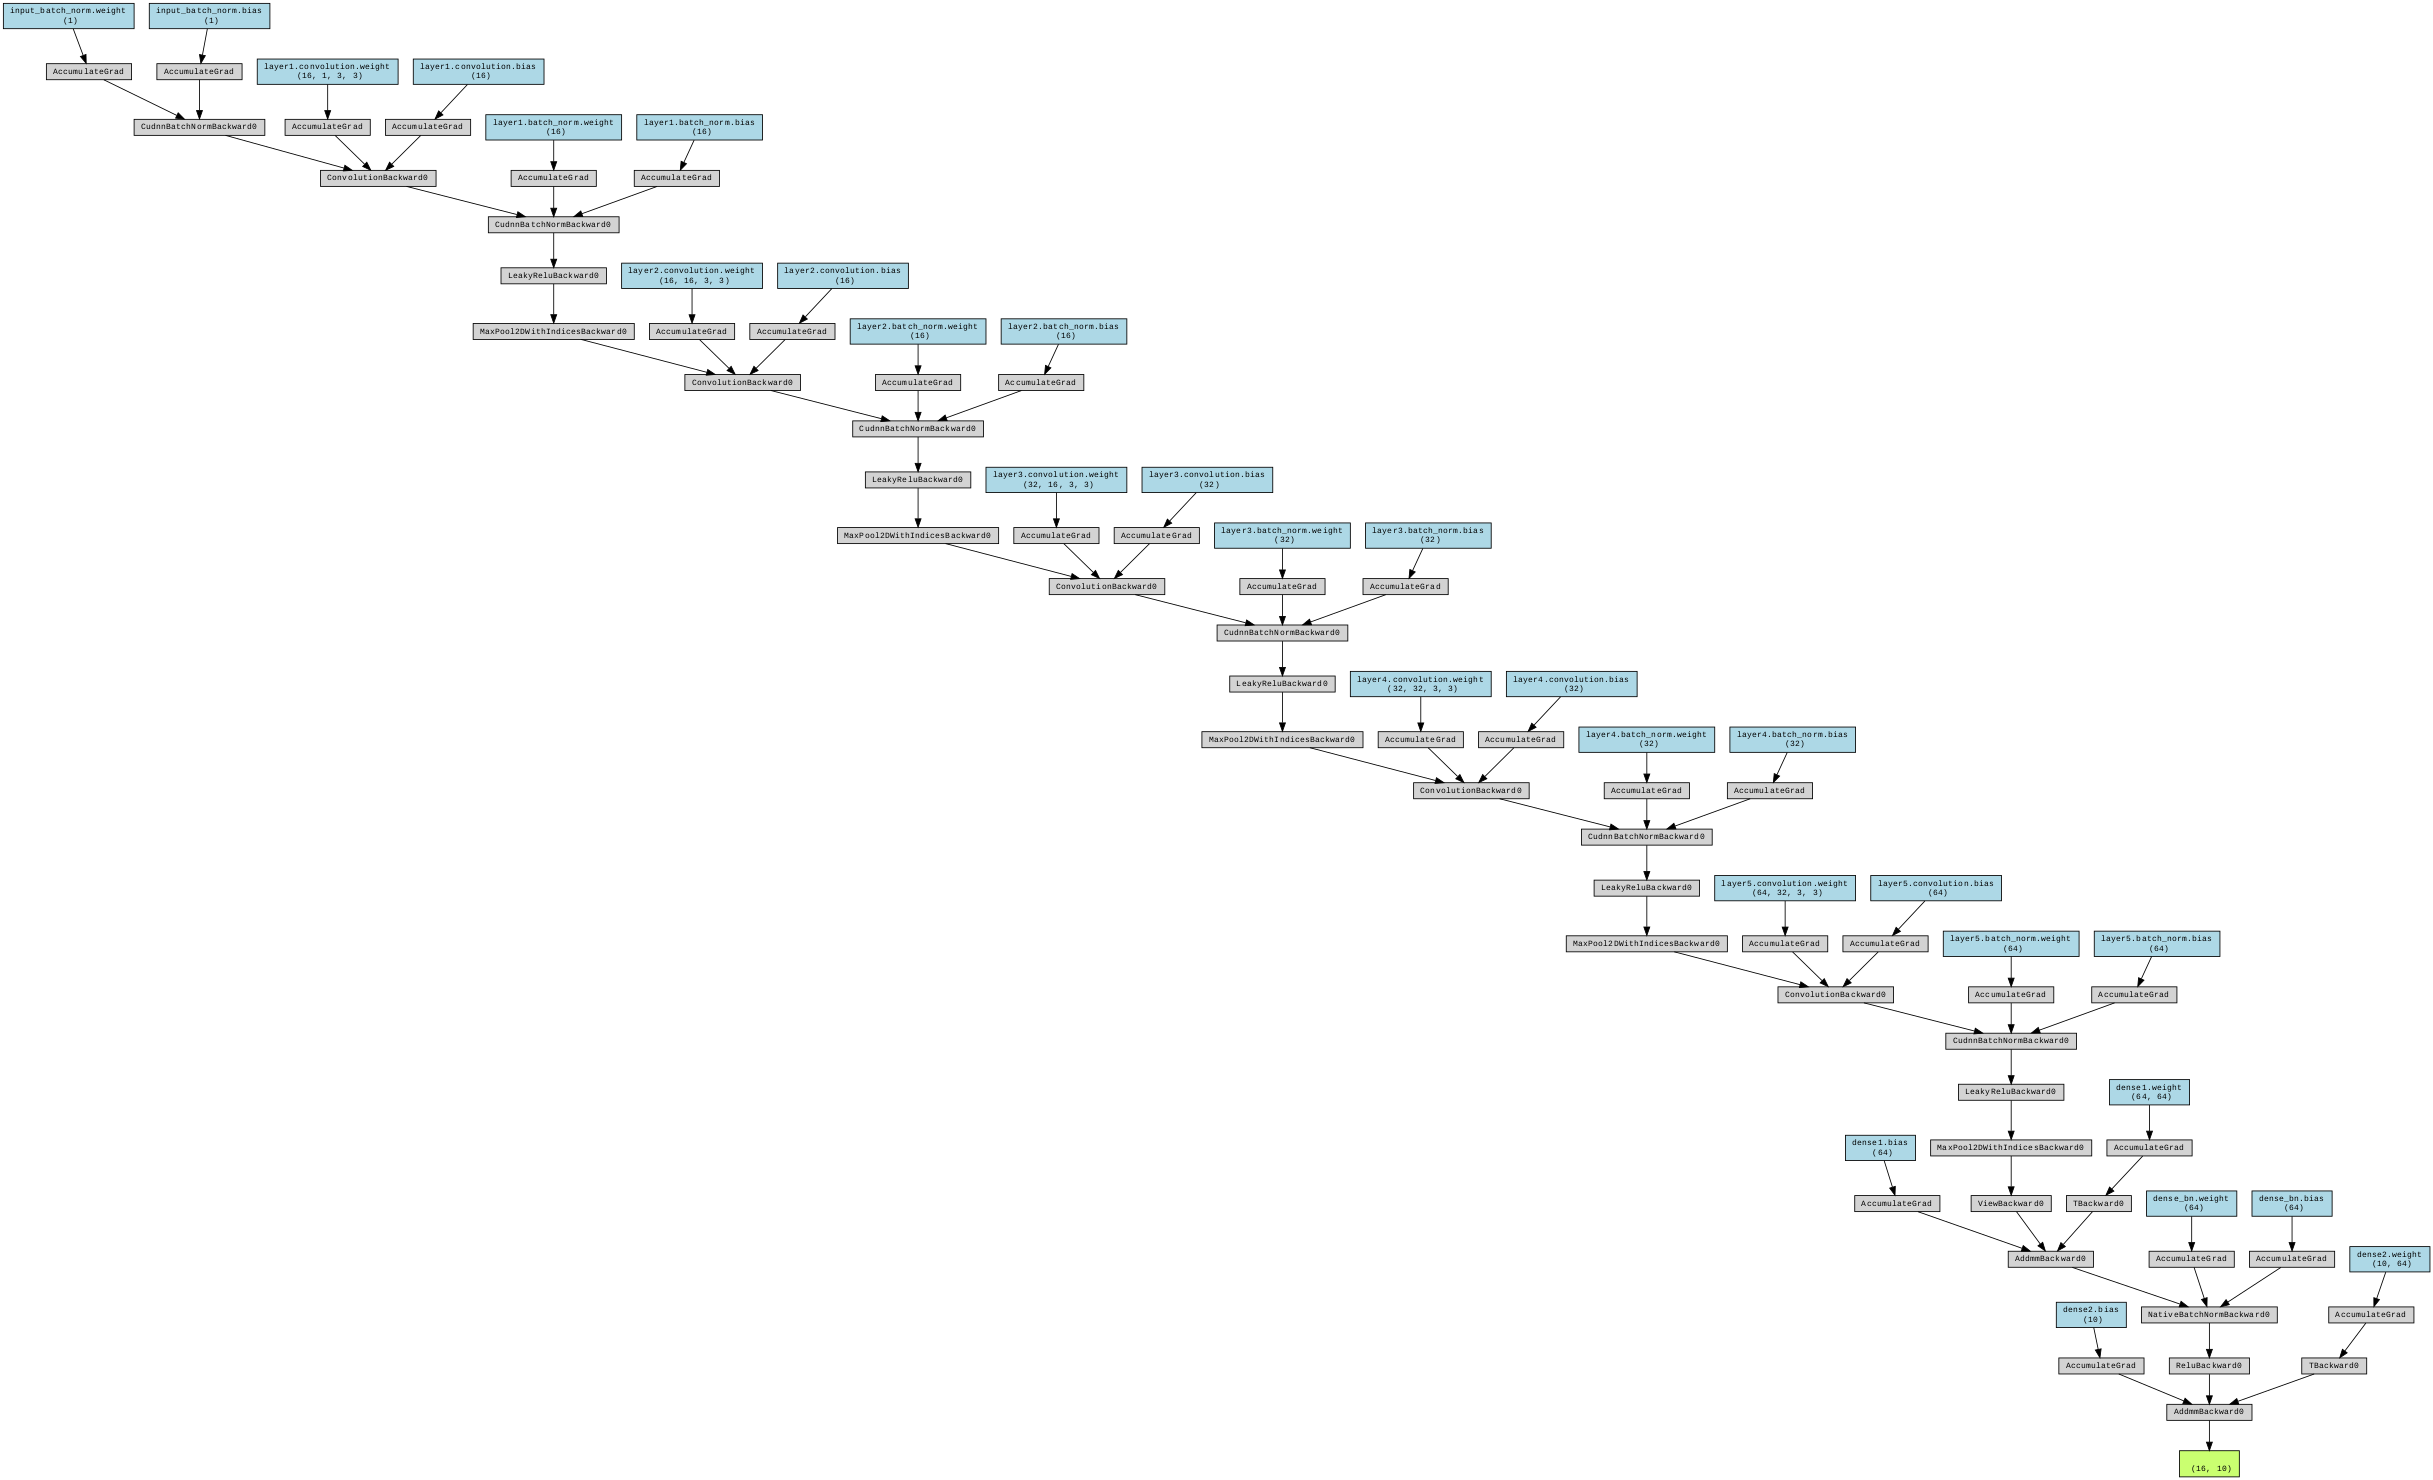 input_batch_norm.weight
(1)
input_batch_norm.bias
(1)
AccumulateGrad
AccumulateGrad
layer1.convolution.weight
(16, 1, 3, 3)
layer1.convolution.bias
(16)
CudnnBatchNormBackward0
AccumulateGrad
AccumulateGrad
layer1.batch_norm.weight
(16)
layer1.batch_norm.bias
(16)
ConvolutionBackward0
AccumulateGrad
AccumulateGrad
CudnnBatchNormBackward0
LeakyReluBackward0
layer2.convolution.weight
(16, 16, 3, 3)
layer2.convolution.bias
(16)
MaxPool2DWithIndicesBackward0
AccumulateGrad
AccumulateGrad
layer2.batch_norm.weight
(16)
layer2.batch_norm.bias
(16)
ConvolutionBackward0
AccumulateGrad
AccumulateGrad
CudnnBatchNormBackward0
LeakyReluBackward0
layer3.convolution.weight
(32, 16, 3, 3)
layer3.convolution.bias
(32)
MaxPool2DWithIndicesBackward0
AccumulateGrad
AccumulateGrad
layer3.batch_norm.weight
(32)
layer3.batch_norm.bias
(32)
ConvolutionBackward0
AccumulateGrad
AccumulateGrad
CudnnBatchNormBackward0
LeakyReluBackward0
layer4.convolution.weight
(32, 32, 3, 3)
layer4.convolution.bias
(32)
MaxPool2DWithIndicesBackward0
AccumulateGrad
AccumulateGrad
layer4.batch_norm.weight
(32)
layer4.batch_norm.bias
(32)
ConvolutionBackward0
AccumulateGrad
AccumulateGrad
CudnnBatchNormBackward0
LeakyReluBackward0
layer5.convolution.weight
(64, 32, 3, 3)
layer5.convolution.bias
(64)
MaxPool2DWithIndicesBackward0
AccumulateGrad
AccumulateGrad
layer5.batch_norm.weight
(64)
layer5.batch_norm.bias
(64)
ConvolutionBackward0
AccumulateGrad
AccumulateGrad
CudnnBatchNormBackward0
LeakyReluBackward0
dense1.weight
(64, 64)
dense1.bias
(64)
MaxPool2DWithIndicesBackward0
AccumulateGrad
AccumulateGrad
ViewBackward0
TBackward0
dense_bn.weight
(64)
dense_bn.bias
(64)
AddmmBackward0
AccumulateGrad
AccumulateGrad
dense2.weight
(10, 64)
dense2.bias
(10)
NativeBatchNormBackward0
AccumulateGrad
AccumulateGrad
ReluBackward0
TBackward0
AddmmBackward0
(16, 10)